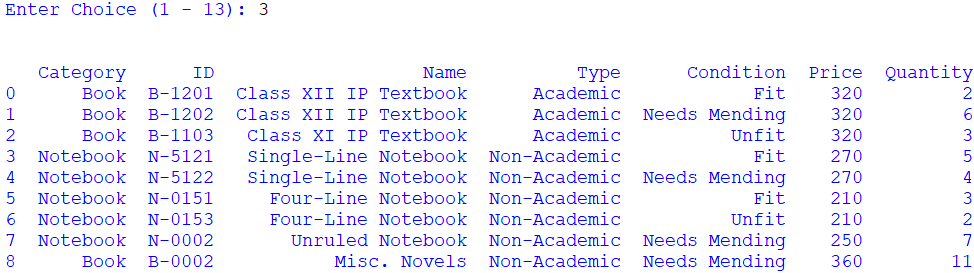 Enter Choice (1 - 13): 3
   Category      ID                   Name          Type      Condition  Price  Quantity
0      Book  B-1201  Class XII IP Textbook      Academic            Fit    320         2
1      Book  B-1202  Class XII IP Textbook      Academic  Needs Mending    320         6
2      Book  B-1103   Class XI IP Textbook      Academic          Unfit    320         3
3  Notebook  N-5121   Single-Line Notebook  Non-Academic            Fit    270         5
4  Notebook  N-5122   Single-Line Notebook  Non-Academic  Needs Mending    270         4
5  Notebook  N-0151     Four-Line Notebook  Non-Academic            Fit    210         3
6  Notebook  N-0153     Four-Line Notebook  Non-Academic          Unfit    210         2
7  Notebook  N-0002       Unruled Notebook  Non-Academic  Needs Mending    250         7
8      Book  B-0002           Misc. Novels  Non-Academic  Needs Mending    360        11